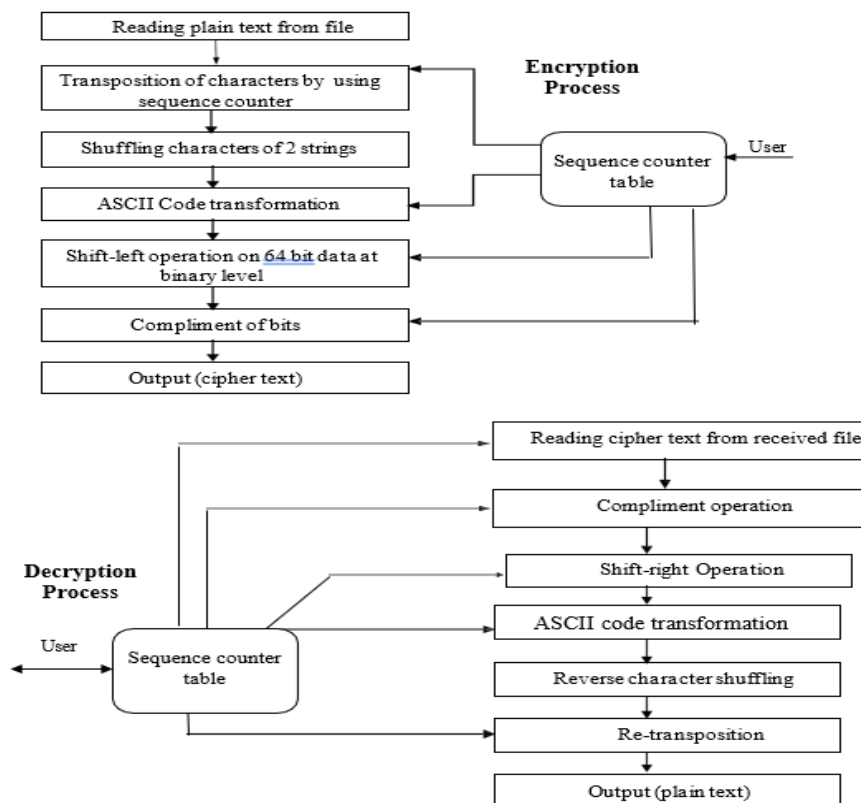 Reading plain text from file
Transposition of characters by using
sequence counter
Encryption
Process
Shuffling characters of 2 strings
Sequence counter
table
User
ASCII Code transformation
Shift-left operation on 64 bit data at
binary level
Compliment of bits
Output (cipher text)
Reading cipher text from received file
Compliment operation
Decryption
Process
Shift-right Operation
ASCII code transformation
User
Sequence counter
table
Reverse character shuffling
Re-transposition
Output (plain text)